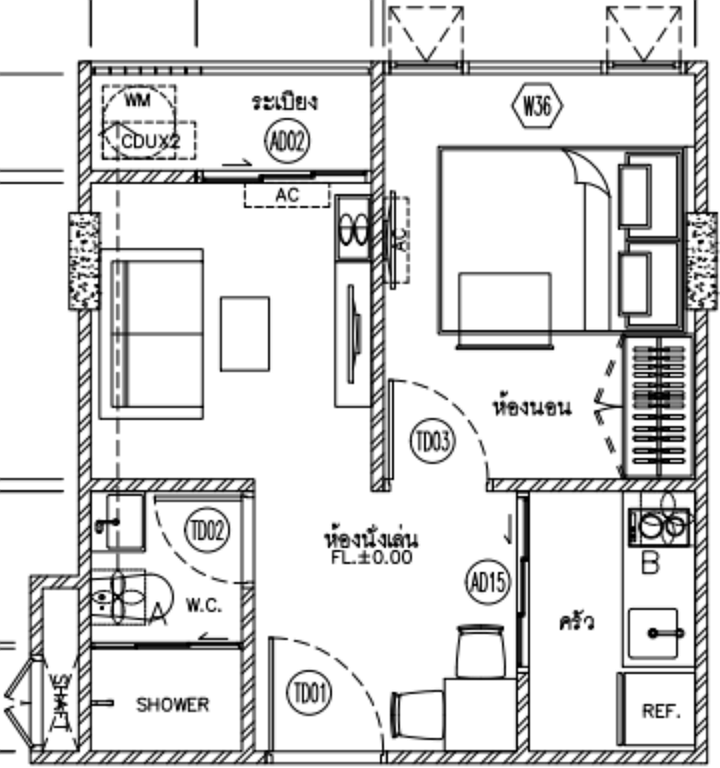 WM
ระเบียง
W36
CDUX2
AD02
AC
AC
ห้องนอน
TD03
TD02
ห้องนั่งเล่น
FL.±0.00
B
AD15
A
W.C.
ครัว
SHAFT
TD01
SHOWER
REF.